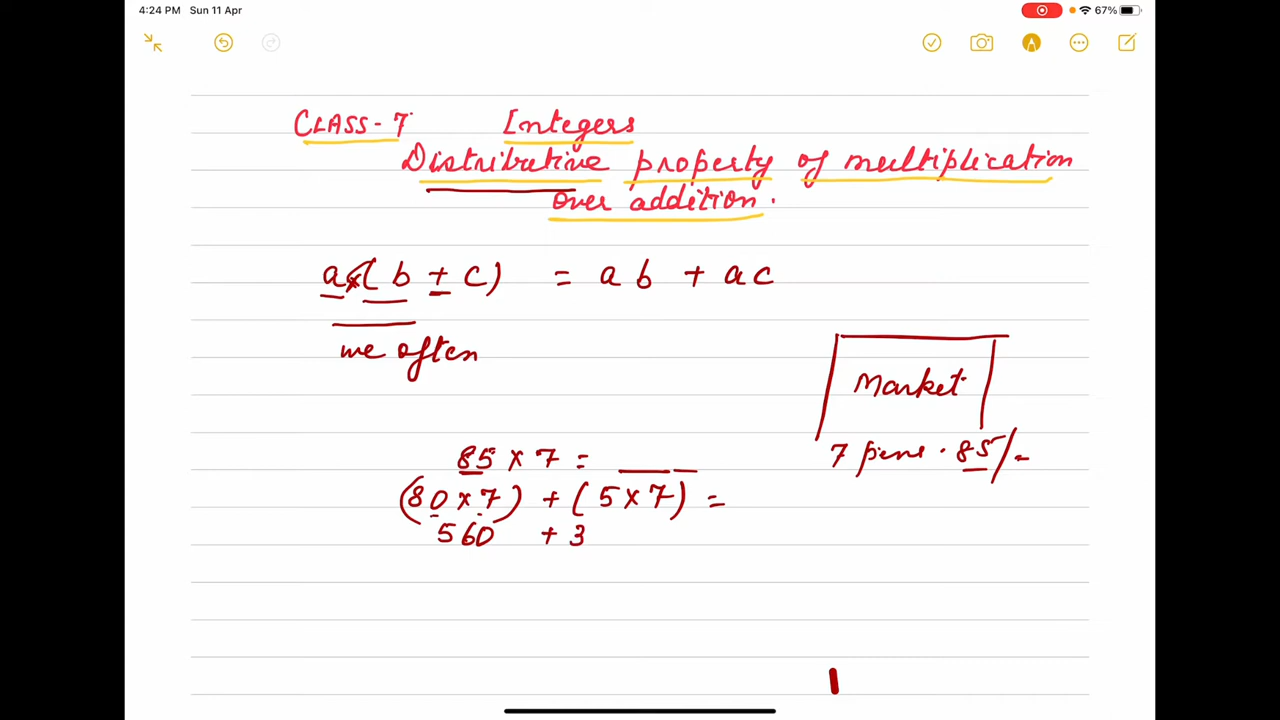 4:24 PM Sun 11 Apr
67%
CLASS - 7 Integers
Distributive property of multiplication
over addition.
a×(b + c) = ab + ac
we often
Market
7 pens . 85/=
85 × 7 =
(80 × 7) + (5 × 7) =
560 + 3